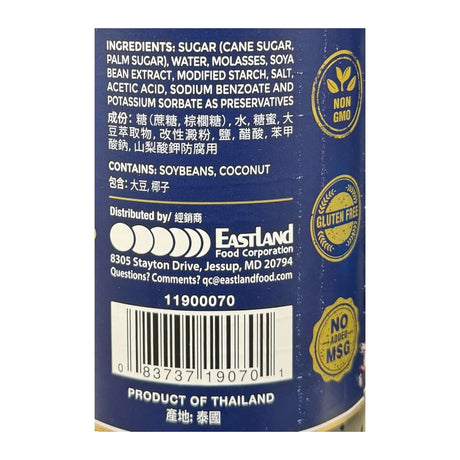 INGREDIENTS: SUGAR (CANE SUGAR,
PALM SUGAR), WATER, MOLASSES, SOYA
BEAN EXTRACT, MODIFIED STARCH, SALT,
ACETIC ACID, SODIUM BENZOATE AND
POTASSIUM SORBATE AS PRESERVATIVES
成份: 糖 (蔗糖, 棕櫚糖), 水, 糖蜜, 大
豆萃取物, 改性澱粉, 鹽, 醋酸, 苯甲
酸鈉, 山梨酸鉀防腐用
CONTAINS: SOYBEANS, COCONUT
包含: 大豆, 椰子
Distributed by/ 經銷商
EASTLAND
Food Corporation
8305 Stayton Drive, Jessup, MD 20794
Questions? Comments? qc@eastlandfood.com
11900070
0 83737 19070 1
PRODUCT OF THAILAND
產地: 泰國
NON
GMO
GLUTEN FREE
NO
ADDED
MSG